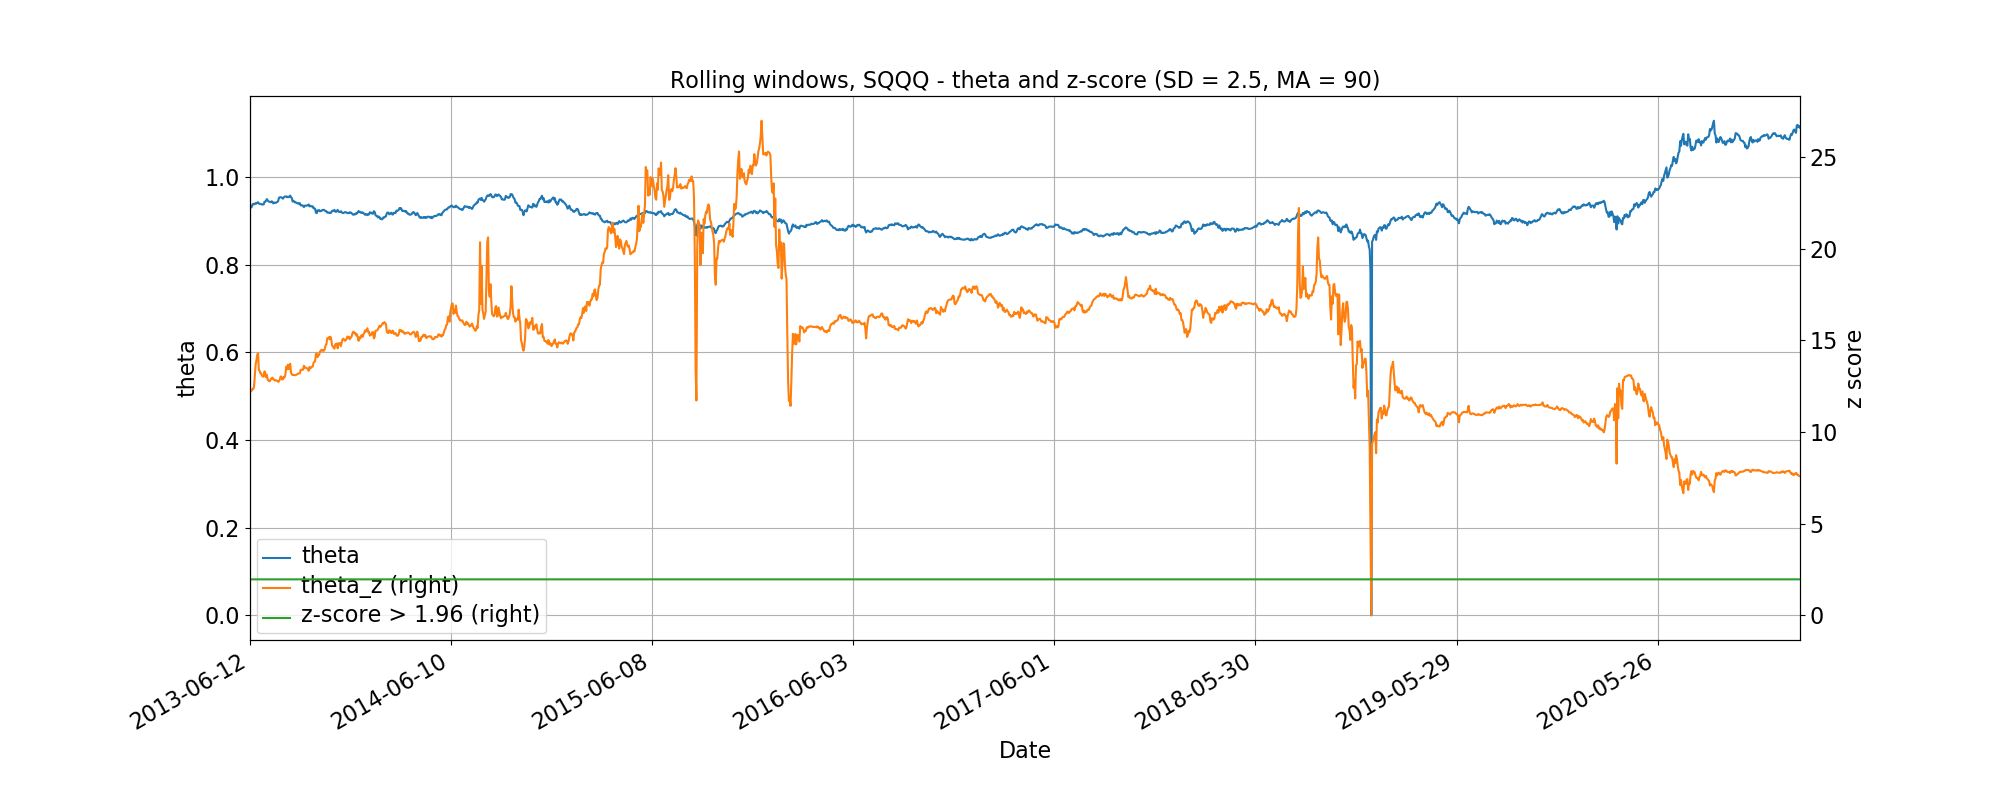 Rolling windows, SQQQ - theta and z-score (SD = 2.5, MA = 90)
theta
1.0
0.8
0.6
0.4
0.2
0.0
25
20
15
10
5
0
z score
theta
theta_z (right)
z-score > 1.96 (right)
2013-06-12
2014-06-10
2015-06-08
2016-06-03
2017-06-01
2018-05-30
2019-05-29
2020-05-26
Date